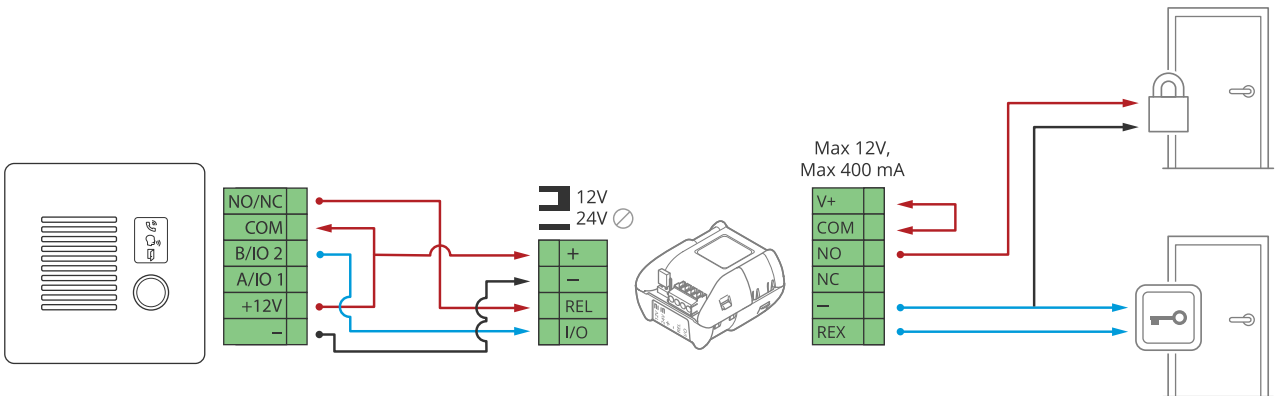 NO/NC
COM
B/IO 2
A/IO 1
+12V
–
12V
24V
+
–
REL
I/O
Max 12V,
Max 400 mA
V+
COM
NO
NC
–
REX